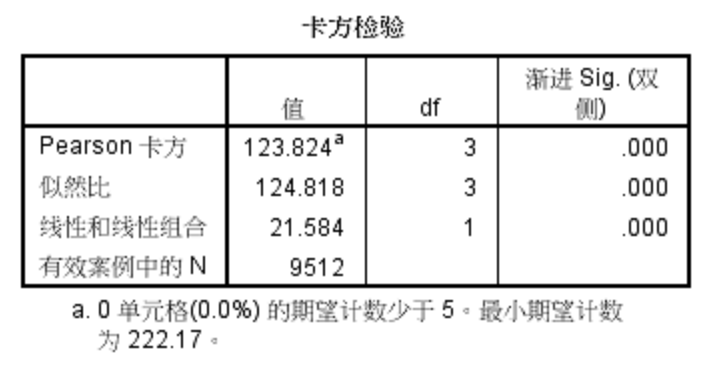 卡方检验
值 df 渐进 Sig. (双
侧)
Pearson 卡方 123.824a 3 .000
似然比 124.818 3 .000
线性和线性组合 21.584 1 .000
有效案例中的 N 9512
a. 0 单元格(0.0%) 的期望计数少于 5。最小期望计数
为 222.17。